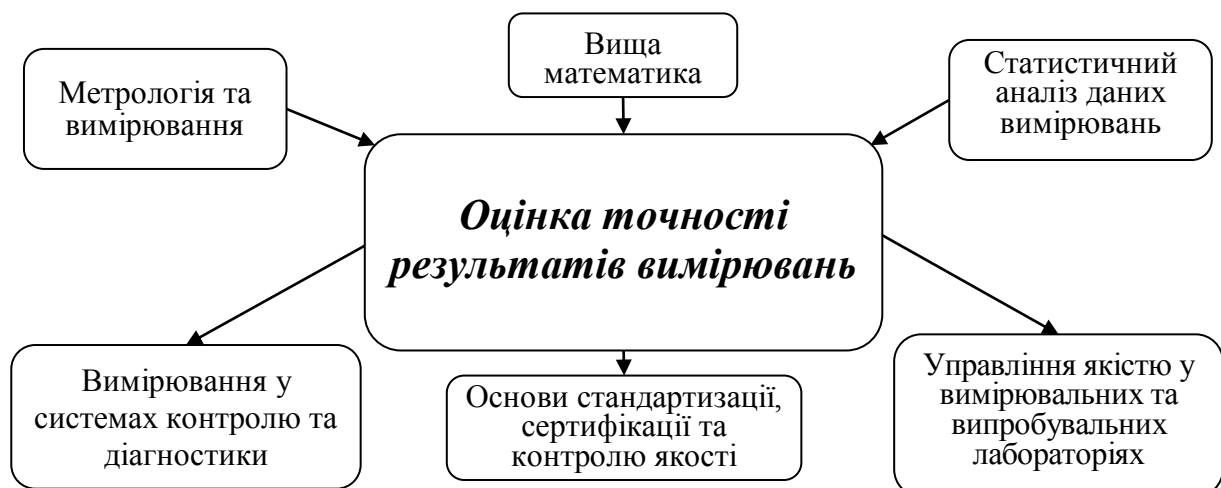 Вища
математика
Метрологія та
вимірювання
Статистичний
аналіз даних
вимірювань
Оцінка точності
результатів вимірювань
Вимірювання у
системах контролю та
діагностики
Основи стандартизації,
сертифікації та
контролю якості
Управління якістю у
вимірювальних та
випробувальних
лабораторіях